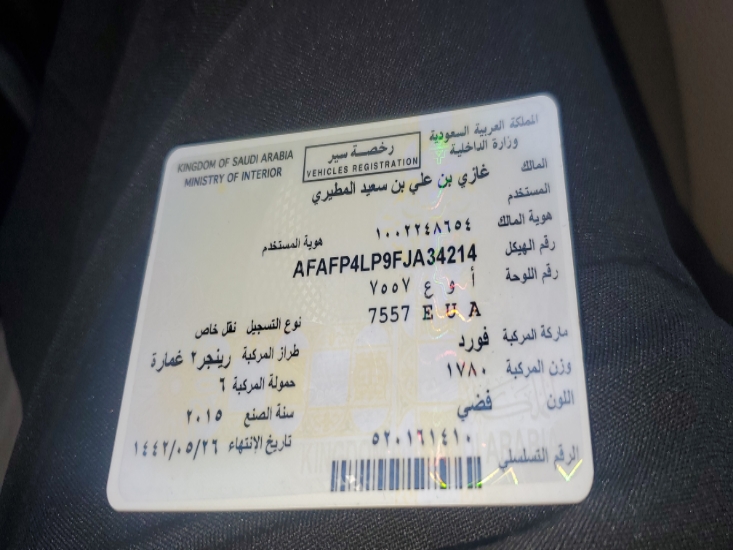 المملكة العربية السعودية
وزارة الداخلية
رخصة سير
VEHICLES REGISTRATION
KINGDOM OF SAUDI ARABIA
MINISTRY OF INTERIOR
المالك غازي بن علي بن سعيد المطيري
المستخدم
هوية المالك ١٠٠٢٢٤٨٦٥٤ هوية المستخدم
رقم الهيكل AFAFP4LP9FJA34214
رقم اللوحة أ و ع ٧٥٥٧
7557 E U A
ماركة المركبة فورد نوع التسجيل نقل خاص
وزن المركبة ١٧٨٠ طراز المركبة رينجر ٢ غمارة
اللون فضي حمولة المركبة ٦
سنة الصنع ٢٠١٥
الرقم التسلسلي ٥٢٠١٦١٤١٠ تاريخ الإنتهاء ١٤٤٢/٠٥/٢٦